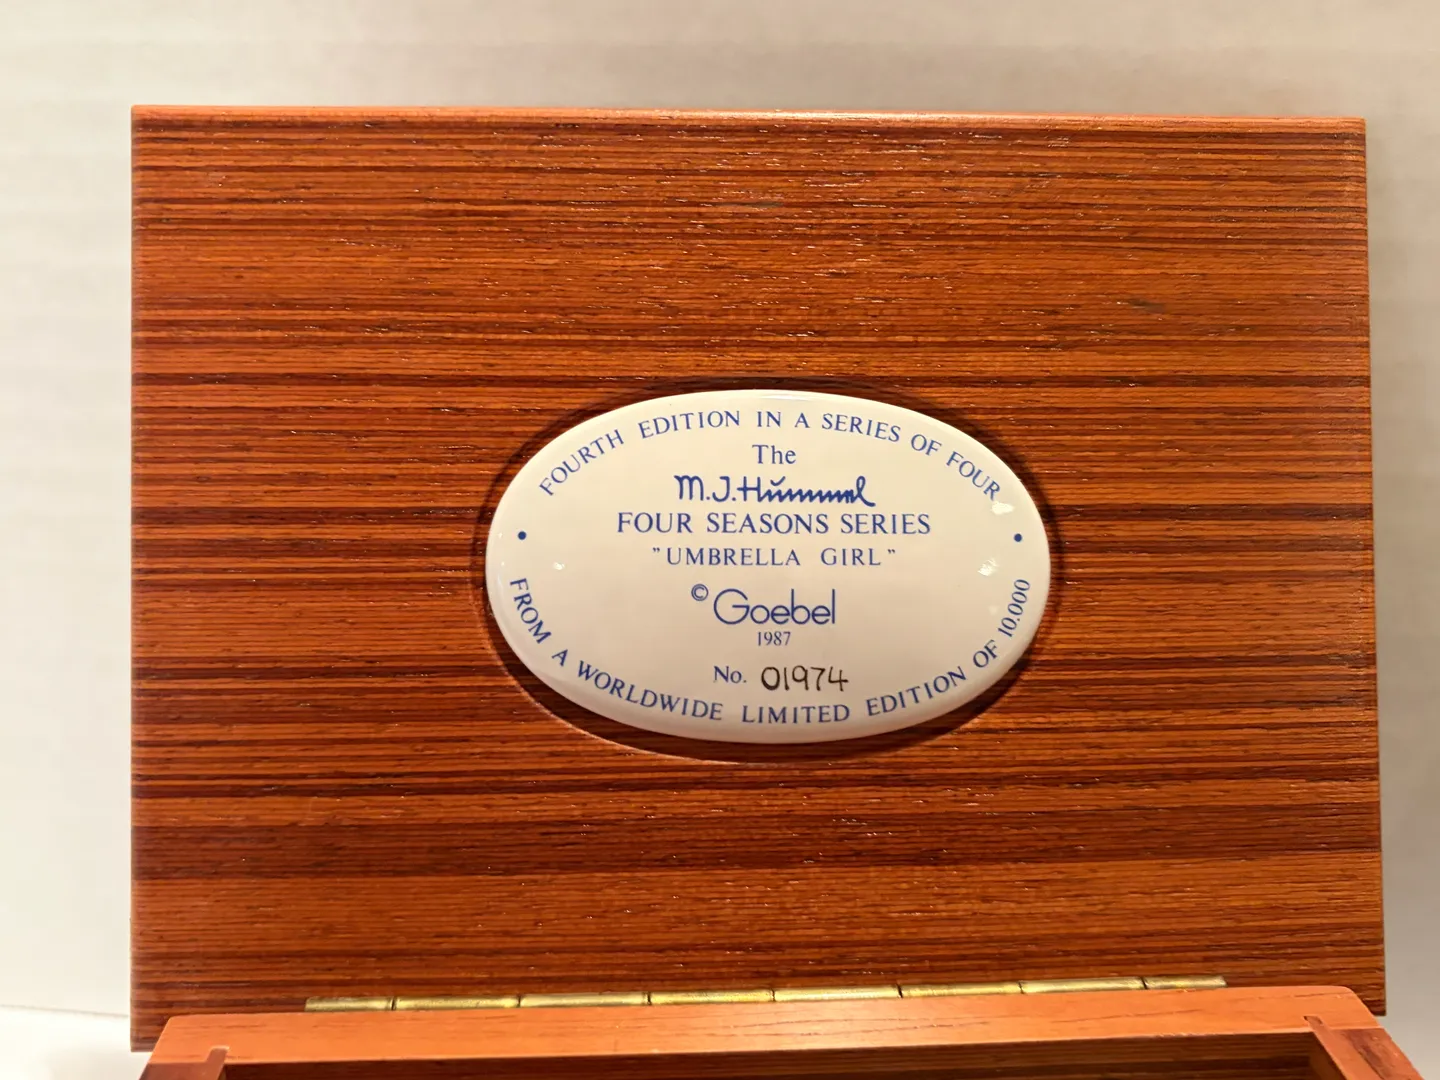 FOURTH EDITION IN A SERIES OF FOUR
The
M.J.Hummel
FOUR SEASONS SERIES
"UMBRELLA GIRL"
© Goebel
1987
No. 01974
FROM A WORLDWIDE LIMITED EDITION OF 10.000